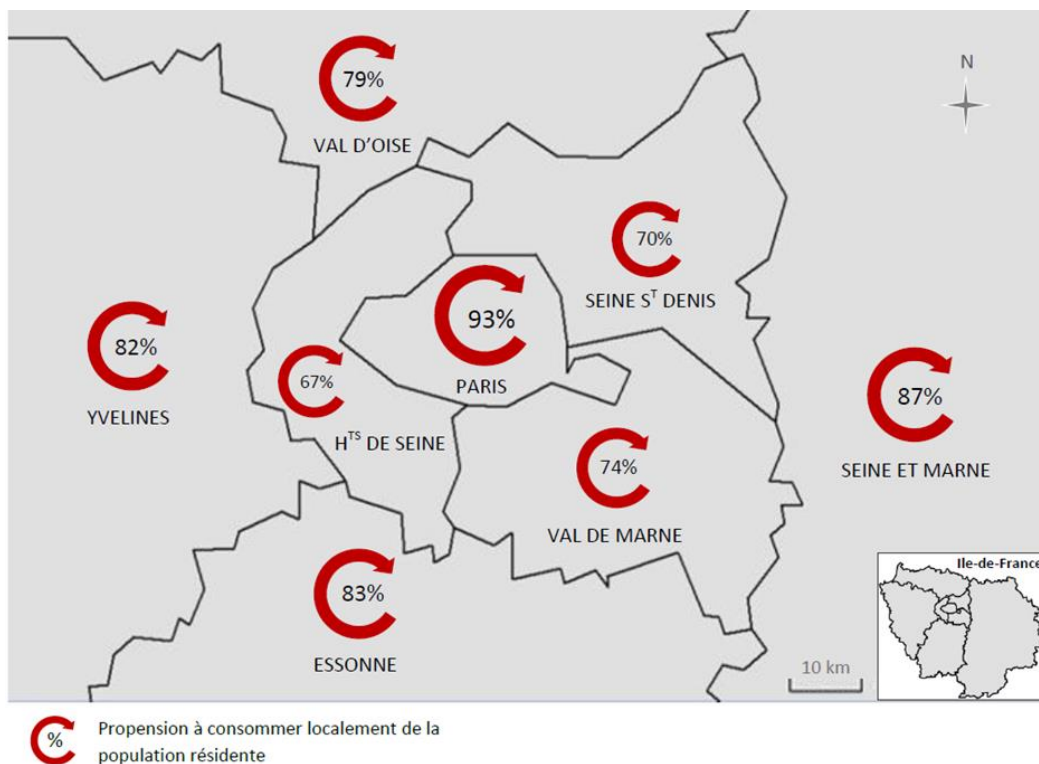 79%
VAL D'OISE
N
70%
SEINE Sᵀ DENIS
93%
PARIS
82%
YVELINES
67%
Hᵀˢ DE SEINE
87%
SEINE ET MARNE
74%
VAL DE MARNE
83%
ESSONNE
Ile-de-France
10 km
% Propension à consommer localement de la
population résidente